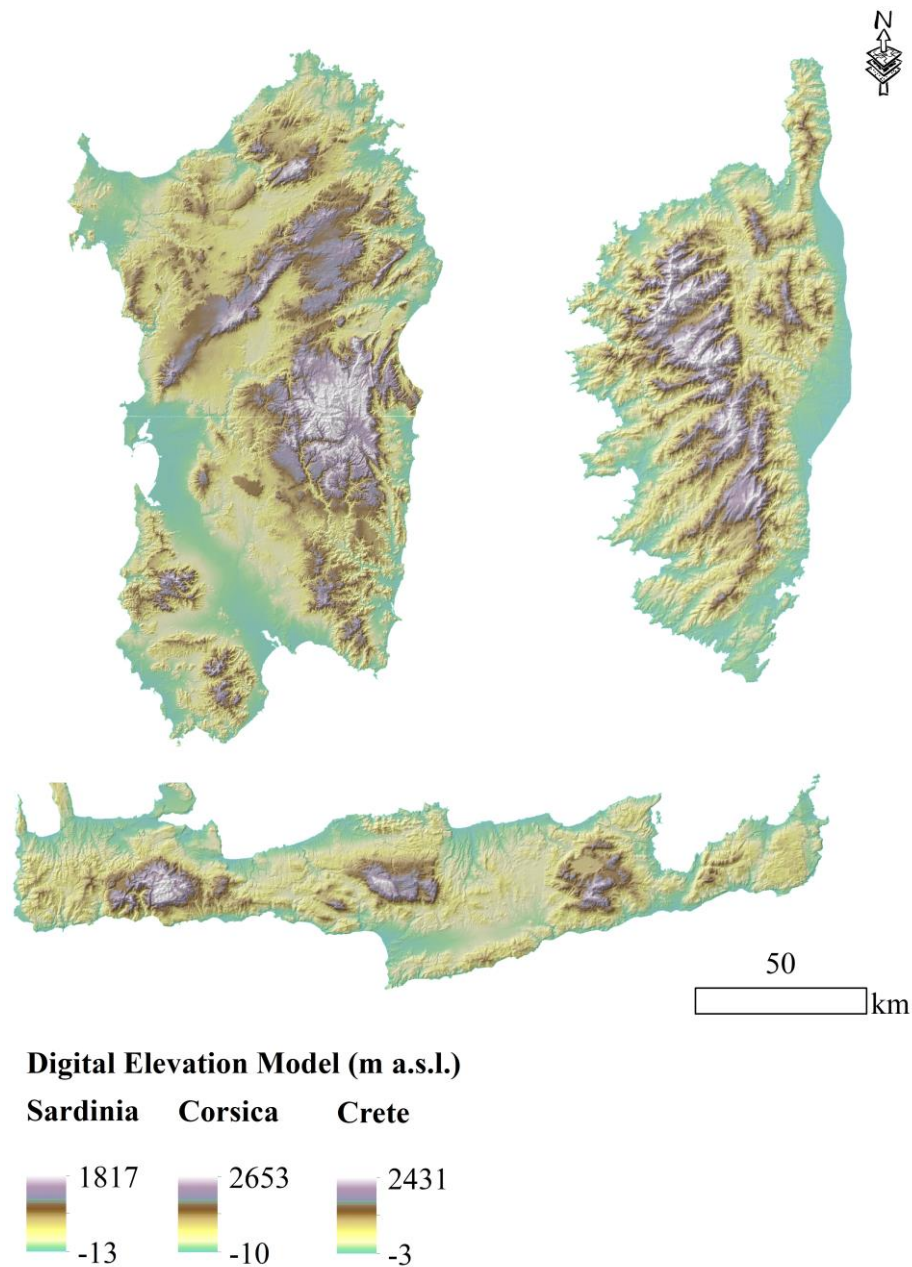 N
50
km
Digital Elevation Model (m a.s.l.)
Sardinia Corsica Crete
1817 2653 2431
-13 -10 -3